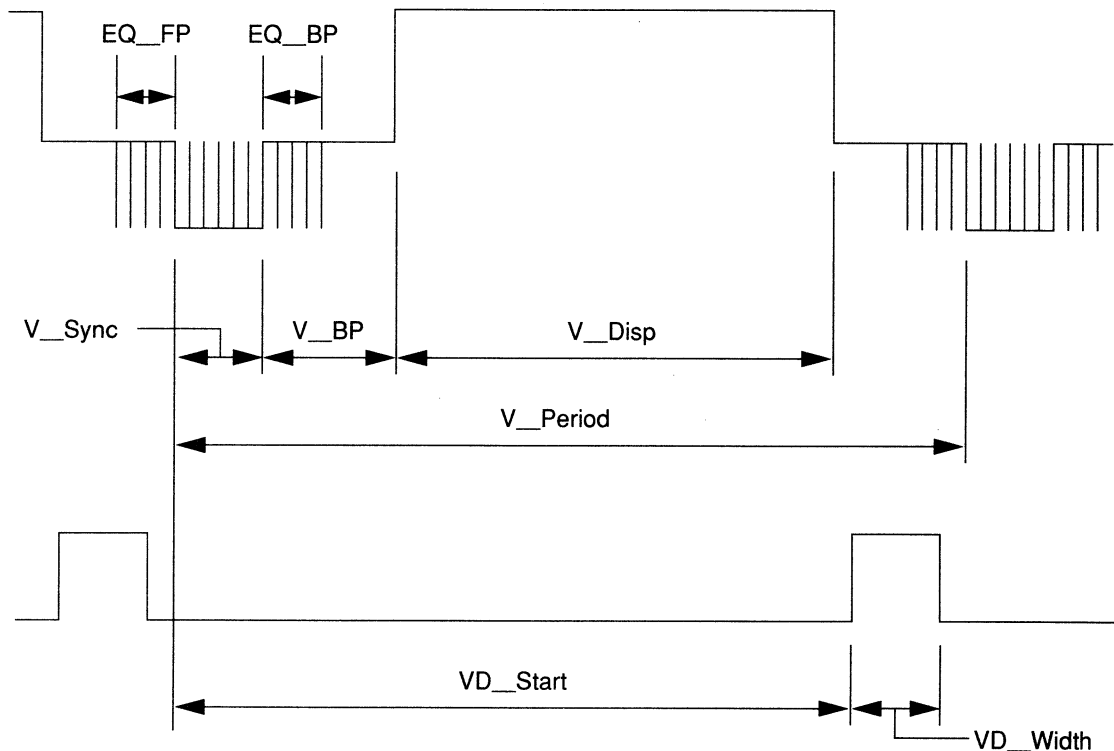 EQ__FP
EQ__BP
V__Sync
V__BP
V__Disp
V__Period
VD__Start
VD__Width